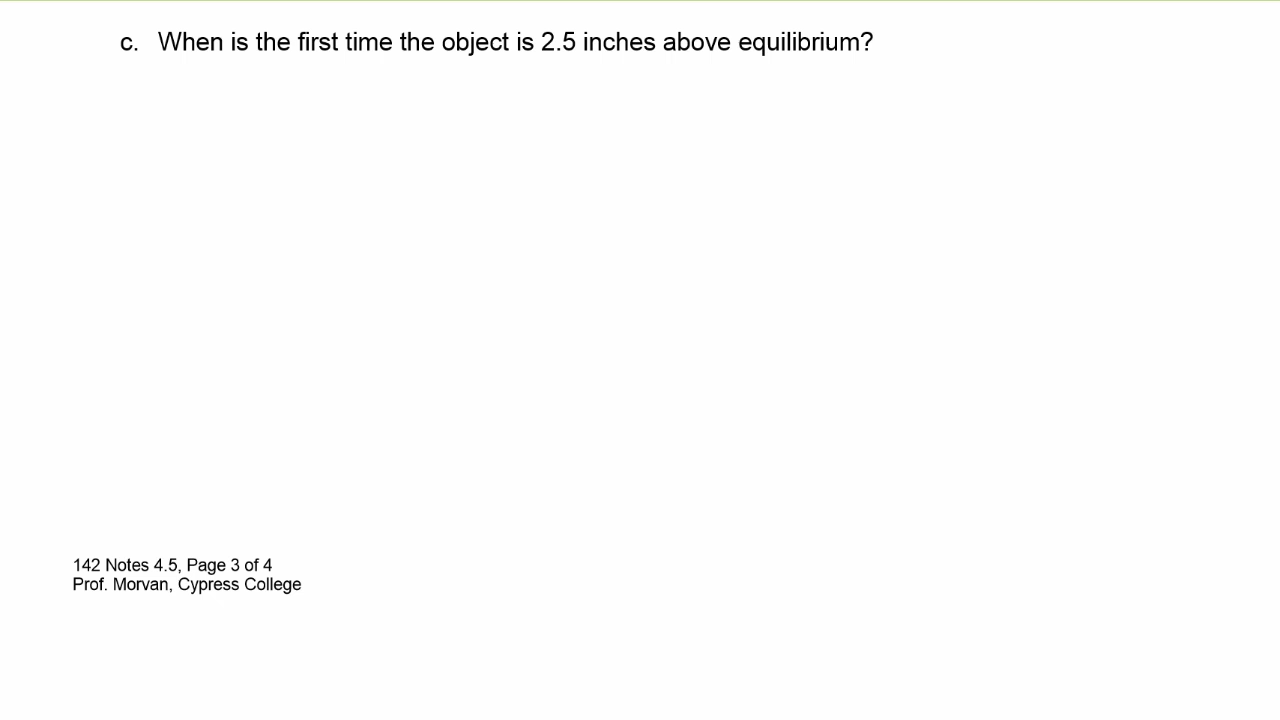 c. When is the first time the object is 2.5 inches above equilibrium?
142 Notes 4.5, Page 3 of 4
Prof. Morvan, Cypress College